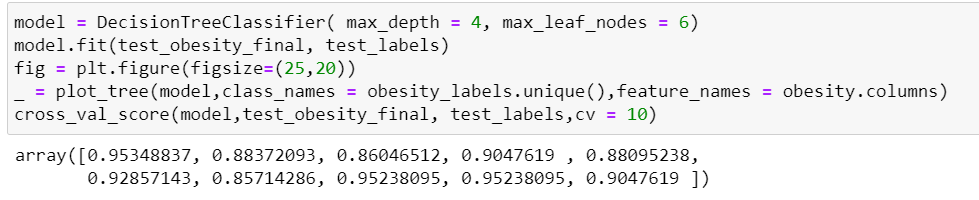 model = DecisionTreeClassifier( max_depth = 4, max_leaf_nodes = 6)
model.fit(test_obesity_final, test_labels)
fig = plt.figure(figsize=(25,20))
_ = plot_tree(model,class_names = obesity_labels.unique(),feature_names = obesity.columns)
cross_val_score(model,test_obesity_final, test_labels,cv = 10)
array([0.95348837, 0.88372093, 0.86046512, 0.9047619 , 0.88095238,
0.92857143, 0.85714286, 0.95238095, 0.95238095, 0.9047619 ])